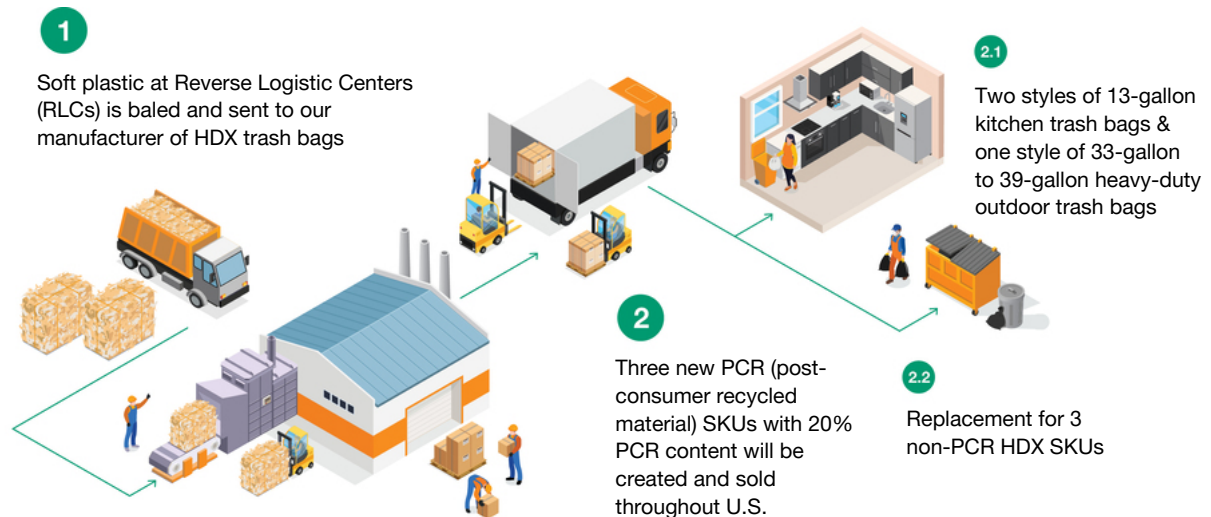 1
Soft plastic at Reverse Logistic Centers
(RLCs) is baled and sent to our
manufacturer of HDX trash bags
2
Three new PCR (post-
consumer recycled
material) SKUs with 20%
PCR content will be
created and sold
throughout U.S.
2.1
Two styles of 13-gallon
kitchen trash bags &
one style of 33-gallon
to 39-gallon heavy-duty
outdoor trash bags
2.2
Replacement for 3
non-PCR HDX SKUs